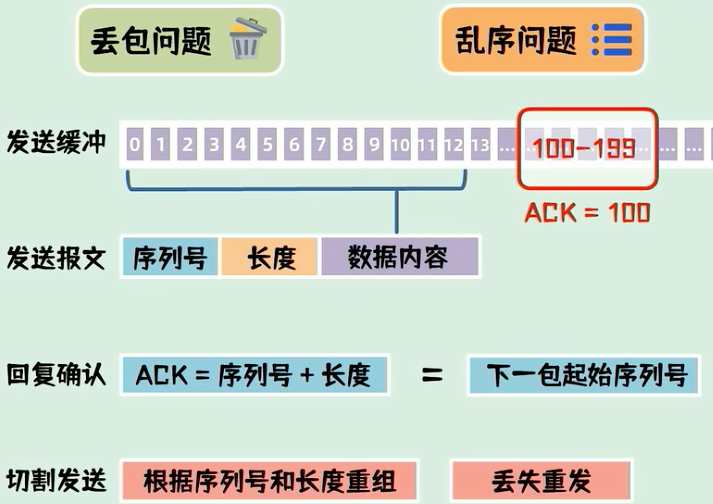 丢包问题
乱序问题
发送缓冲 0 1 2 3 4 5 6 7 8 9 10 11 12 13 ... 100-199 ... ...
ACK = 100
发送报文 序列号 长度 数据内容
回复确认 ACK = 序列号 + 长度 = 下一包起始序列号
切割发送 根据序列号和长度重组 丢失重发